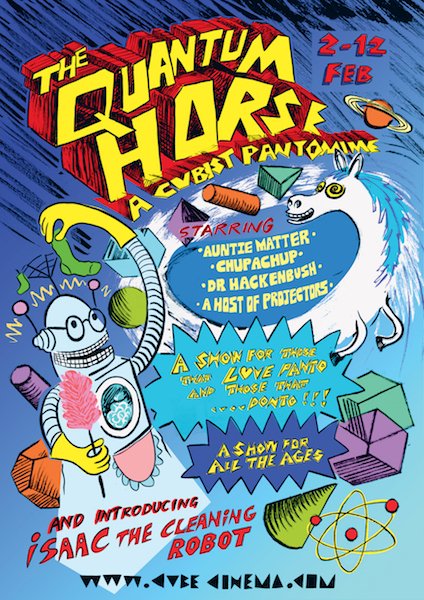 THE
QUANTUM
HORSE
A CUBIST PANTOMIME
2-12
FEB
STARRING
· AUNTIE MATTER ·
· CHUPACHUP ·
· DR HACKENBUSH ·
· A HOST OF PROJECTORS ·
A SHOW FOR THOSE
THAT LOVE PANTO
AND THOSE THAT
....DONTO!!!
A SHOW FOR
ALL THE AGES
AND INTRODUCING
ISAAC THE CLEANING
ROBOT
WWW.CUBE CINEMA.COM